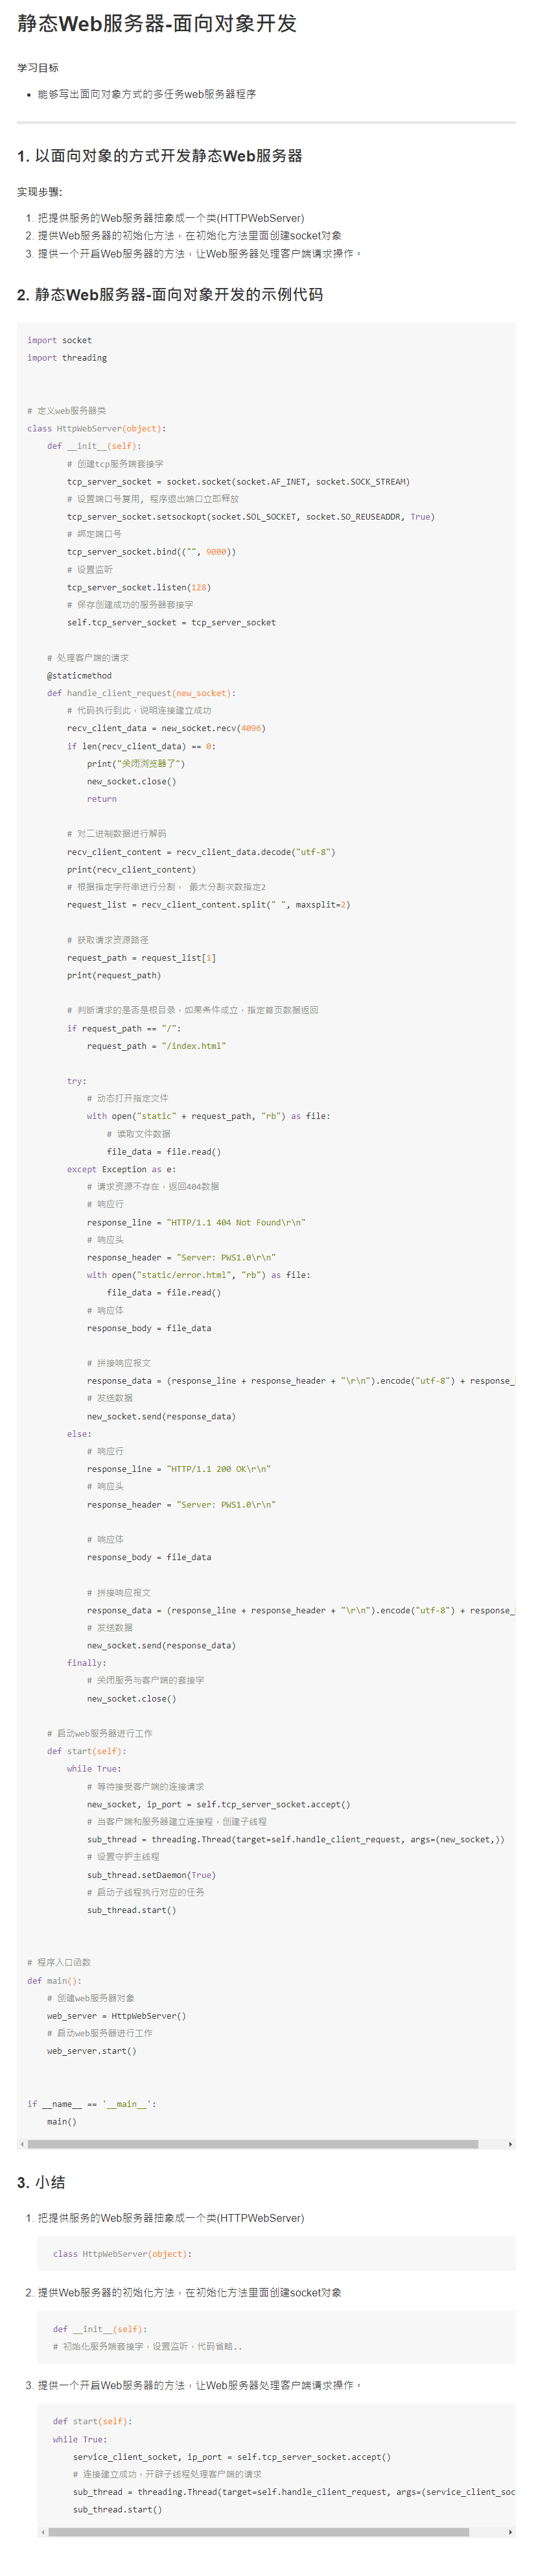 静态Web服务器-面向对象开发
学习目标
• 能够写出面向对象方式的多任务web服务器程序
1. 以面向对象的方式开发静态Web服务器
实现步骤:
1. 把提供服务的Web服务器抽象成一个类(HTTPWebServer)
2. 提供Web服务器的初始化方法，在初始化方法里面创建socket对象
3. 提供一个开启Web服务器的方法，让Web服务器处理客户端请求操作。
2. 静态Web服务器-面向对象开发的示例代码
import socket
import threading
# 定义web服务器类
class HttpWebServer(object):
    def __init__(self):
        # 创建tcp服务端套接字
        tcp_server_socket = socket.socket(socket.AF_INET, socket.SOCK_STREAM)
        # 设置端口号复用, 程序退出端口立即释放
        tcp_server_socket.setsockopt(socket.SOL_SOCKET, socket.SO_REUSEADDR, True)
        # 绑定端口号
        tcp_server_socket.bind(("", 9000))
        # 设置监听
        tcp_server_socket.listen(128)
        # 保存创建成功的服务器套接字
        self.tcp_server_socket = tcp_server_socket
    # 处理客户端的请求
    @staticmethod
    def handle_client_request(new_socket):
        # 代码执行到此，说明连接建立成功
        recv_client_data = new_socket.recv(4096)
        if len(recv_client_data) == 0:
            print("关闭浏览器了")
            new_socket.close()
            return
        # 对二进制数据进行解码
        recv_client_content = recv_client_data.decode("utf-8")
        print(recv_client_content)
        # 根据指定字符串进行分割， 最大分割次数指定2
        request_list = recv_client_content.split(" ", maxsplit=2)
        # 获取请求资源路径
        request_path = request_list[1]
        print(request_path)
        # 判断请求的是否是根目录，如果条件成立，指定首页数据返回
        if request_path == "/":
            request_path = "/index.html"
        try:
            # 动态打开指定文件
            with open("static" + request_path, "rb") as file:
                # 读取文件数据
                file_data = file.read()
        except Exception as e:
            # 请求资源不存在，返回404数据
            # 响应行
            response_line = "HTTP/1.1 404 Not Found\r\n"
            # 响应头
            response_header = "Server: PWS1.0\r\n"
            with open("static/error.html", "rb") as file:
                file_data = file.read()
            # 响应体
            response_body = file_data
            # 拼接响应报文
            response_data = (response_line + response_header + "\r\n").encode("utf-8") + response_
            # 发送数据
            new_socket.send(response_data)
        else:
            # 响应行
            response_line = "HTTP/1.1 200 OK\r\n"
            # 响应头
            response_header = "Server: PWS1.0\r\n"
            # 响应体
            response_body = file_data
            # 拼接响应报文
            response_data = (response_line + response_header + "\r\n").encode("utf-8") + response_
            # 发送数据
            new_socket.send(response_data)
        finally:
            # 关闭服务与客户端的套接字
            new_socket.close()
    # 启动web服务器进行工作
    def start(self):
        while True:
            # 等待接受客户端的连接请求
            new_socket, ip_port = self.tcp_server_socket.accept()
            # 当客户端和服务器建立连接程，创建子线程
            sub_thread = threading.Thread(target=self.handle_client_request, args=(new_socket,))
            # 设置守护主线程
            sub_thread.setDaemon(True)
            # 启动子线程执行对应的任务
            sub_thread.start()
# 程序入口函数
def main():
    # 创建web服务器对象
    web_server = HttpWebServer()
    # 启动web服务器进行工作
    web_server.start()
if __name__ == '__main__':
    main()
3. 小结
1. 把提供服务的Web服务器抽象成一个类(HTTPWebServer)
class HttpWebServer(object):
2. 提供Web服务器的初始化方法，在初始化方法里面创建socket对象
def __init__(self):
# 初始化服务端套接字，设置监听，代码省略..
3. 提供一个开启Web服务器的方法，让Web服务器处理客户端请求操作。
def start(self):
while True:
    service_client_socket, ip_port = self.tcp_server_socket.accept()
    # 连接建立成功，开辟子线程处理客户端的请求
    sub_thread = threading.Thread(target=self.handle_client_request, args=(service_client_soc
    sub_thread.start()